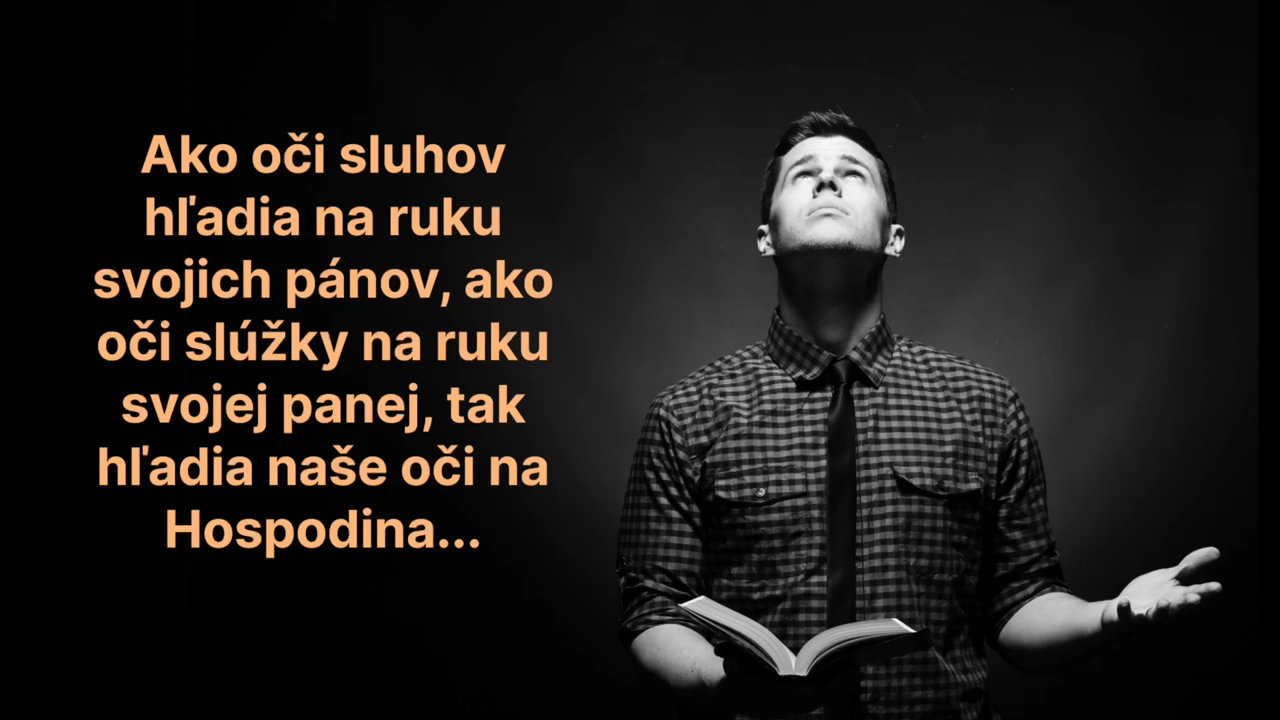 Ako oči sluhov
hľadia na ruku
svojich pánov, ako
oči slúžky na ruku
svojej panej, tak
hľadia naše oči na
Hospodina...